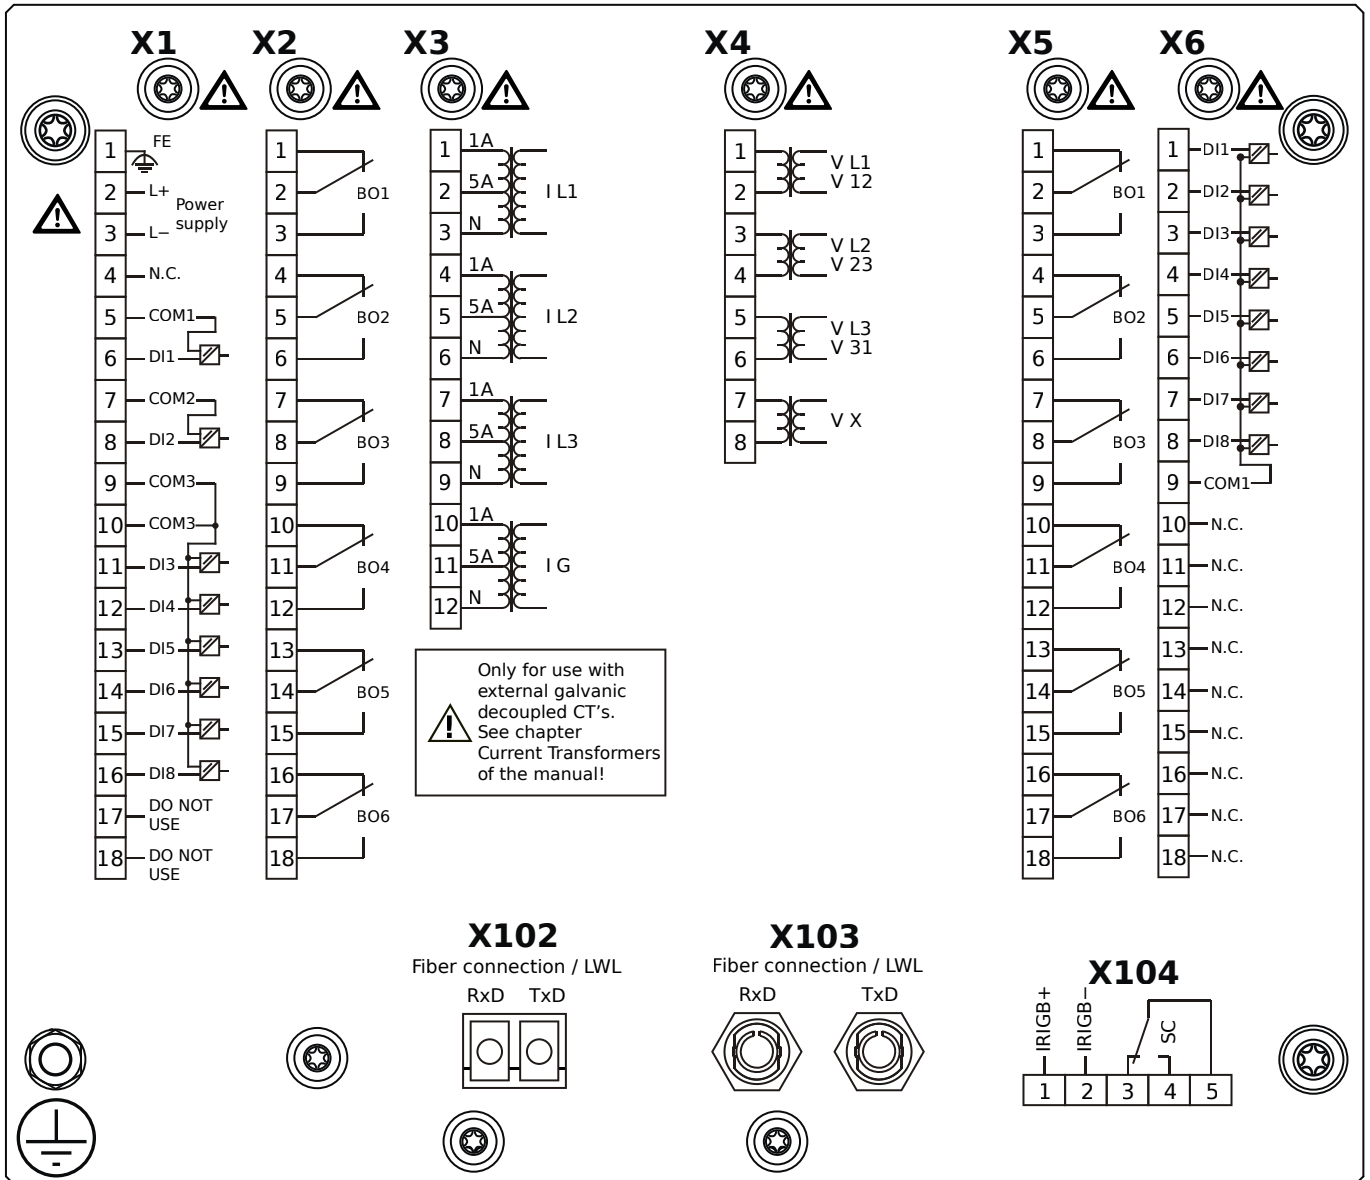 X1 X2 X3 X4 X5 X6
1 FE
2 L+
Power
supply
3 L−
4 N.C.
5 COM1
6 DI1
7 COM2
8 DI2
9 COM3
10 COM3
11 DI3
12 DI4
13 DI5
14 DI6
15 DI7
16 DI8
17 DO NOT
USE
18 DO NOT
USE
1
2 BO1
3
4
5 BO2
6
7
8 BO3
9
10
11 BO4
12
13
14 BO5
15
16
17 BO6
18
1 1A
2 5A I L1
3 N
4 1A
5 5A I L2
6 N
7 1A
8 5A I L3
9 N
10 1A
11 5A I G
12 N
Only for use with
external galvanic
decoupled CT's.
See chapter
Current Transformers
of the manual!
1 V L1
2 V 12
3 V L2
4 V 23
5 V L3
6 V 31
7 V X
8
1
2 BO1
3
4
5 BO2
6
7
8 BO3
9
10
11 BO4
12
13
14 BO5
15
16
17 BO6
18
1 DI1
2 DI2
3 DI3
4 DI4
5 DI5
6 DI6
7 DI7
8 DI8
9 COM1
10 N.C.
11 N.C.
12 N.C.
13 N.C.
14 N.C.
15 N.C.
16 N.C.
17 N.C.
18 N.C.
X102
Fiber connection / LWL
RxD TxD
X103
Fiber connection / LWL
RxD TxD
X104
IRIGB+
IRIGB−
SC
1 2 3 4 5